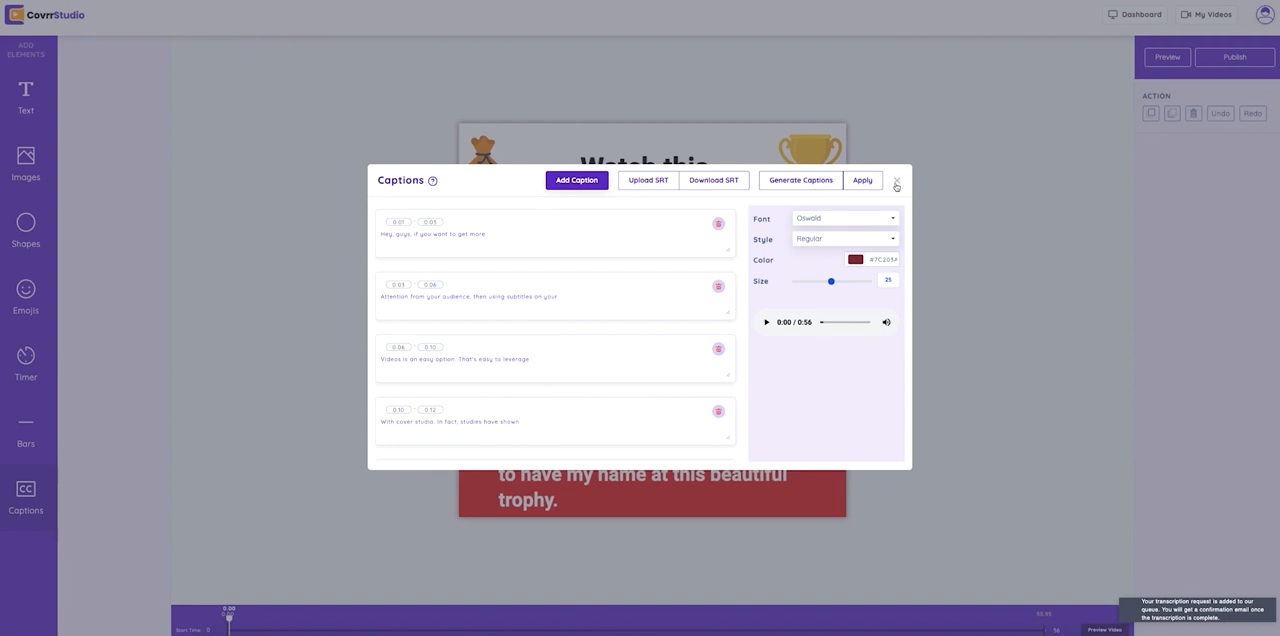 CovrrStudio
Dashboard
My Videos
ADD
ELEMENTS
Text
Images
Shapes
Emojis
Timer
Bars
CC
Captions
Preview
Publish
ACTION
Undo
Redo
Watch this
Captions ?
Add Caption
Upload SRT
Download SRT
Generate Captions
Apply
0.01 - 0.03
Hey, guys, if you want to get more
0.03 - 0.06
Attention from your audience, then using subtitles on your
0.06 - 0.10
Videos is an easy option. That's easy to leverage
0.10 - 0.12
With cover studio. In fact, studies have shown
Font
Oswald
Style
Regular
Color
#7C203A
Size
25
0:00 / 0:56
to have my name at this beautiful
trophy.
0.00
0.00
55.95
Start Time: 0
56
Preview Video
Your transcription request is added to our
queue. You will get a confirmation email once
the transcription is complete.